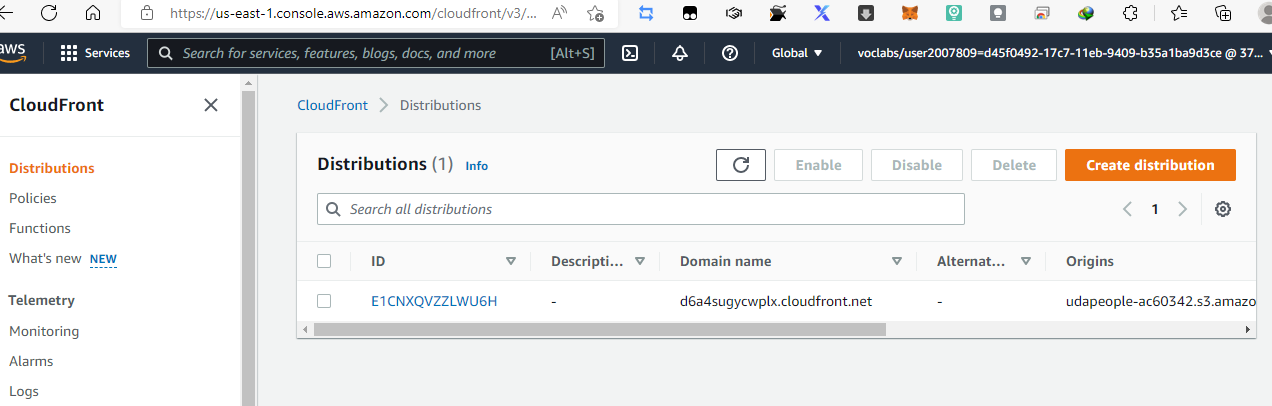 https://us-east-1.console.aws.amazon.com/cloudfront/v3/...
aws Services Search for services, features, blogs, docs, and more [Alt+S] Global voclabs/user2007809=d45f0492-17c7-11eb-9409-b35a1ba9d3ce @ 37...
CloudFront
Distributions
Policies
Functions
What's new NEW
Telemetry
Monitoring
Alarms
Logs
CloudFront > Distributions
Distributions (1) Info Enable Disable Delete Create distribution
Search all distributions 1
ID Descripti... Domain name Alternat... Origins
E1CNXQVZZLWU6H - d6a4sugycwplx.cloudfront.net - udapeople-ac60342.s3.amazo